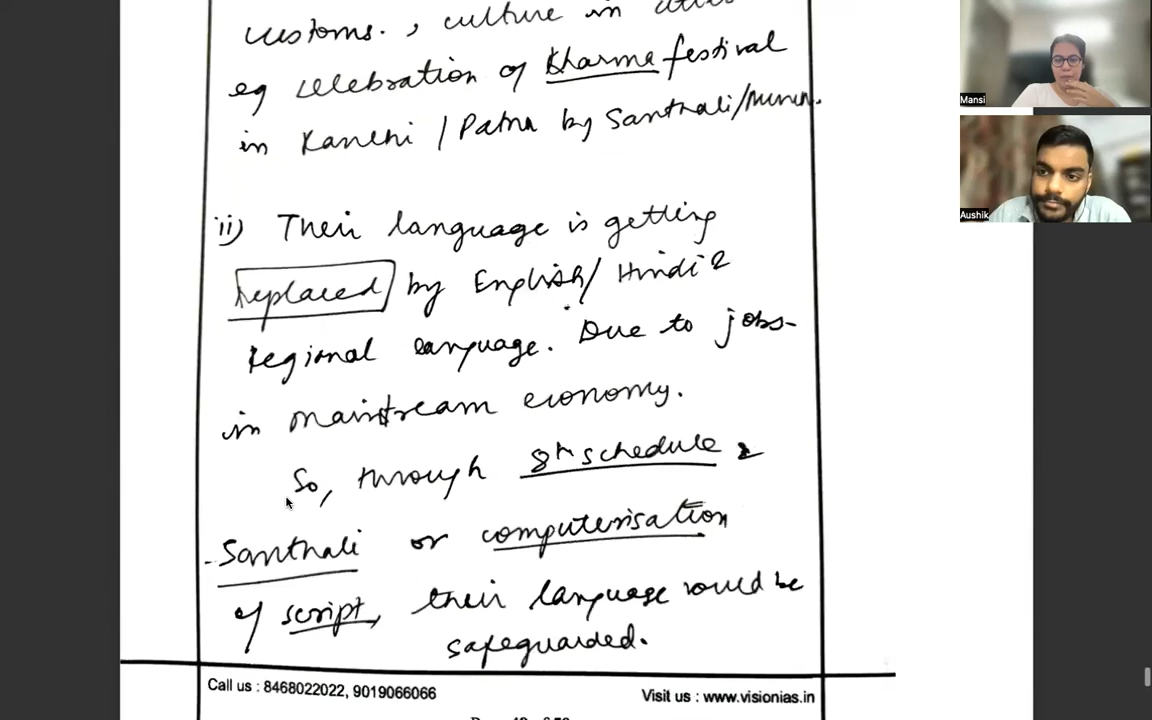 customs. , culture in
eg celebration of Kharma festival
in Ranchi / Patna by Santhali/
ii) Their language is getting
replaced by English/ Hindi &
regional language. Due to jobs-
in mainstream economy.
So, through 8th schedule &
-Santhali or computerisation
of script, their language would be
safeguarded.
Call us : 8468022022, 9019066066
Visit us : www.visionias.in
Mansi
Aushik